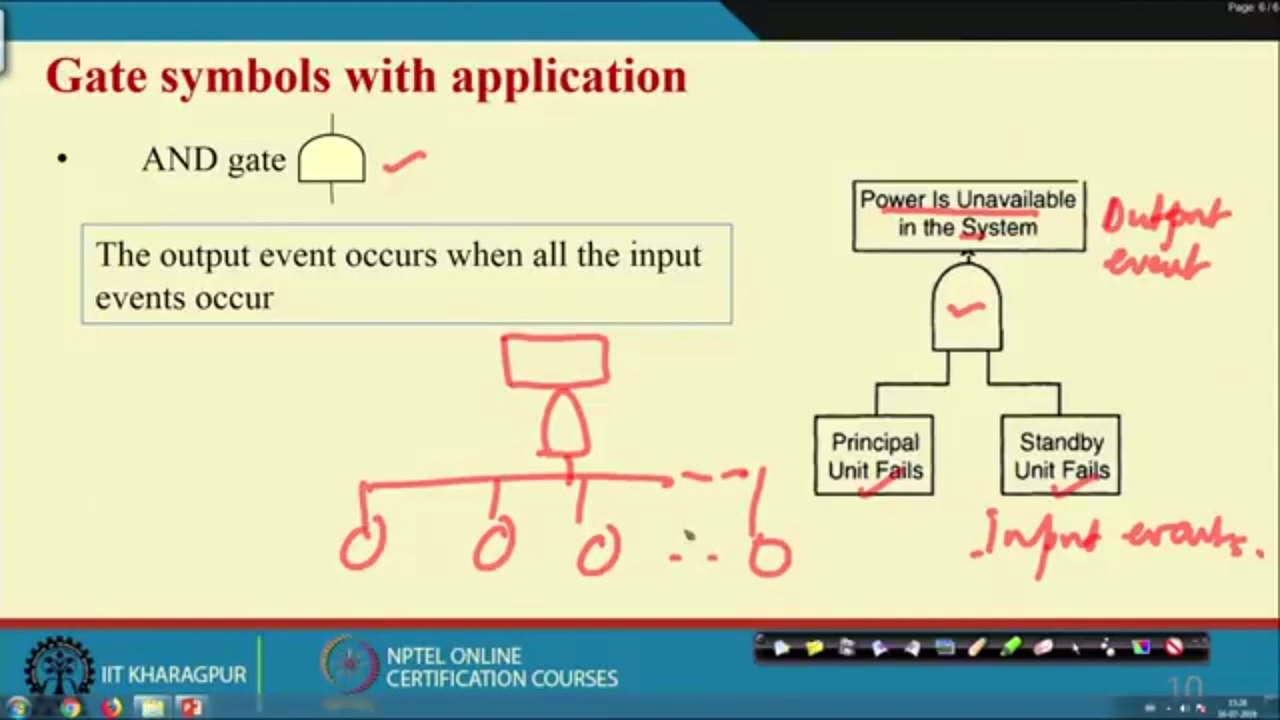 Page: 6/6
Gate symbols with application
• AND gate
The output event occurs when all the input
events occur
Power Is Unavailable
in the System
Output
event
Principal
Unit Fails
Standby
Unit Fails
Input events.
IIT KHARAGPUR
NPTEL ONLINE
CERTIFICATION COURSES
10